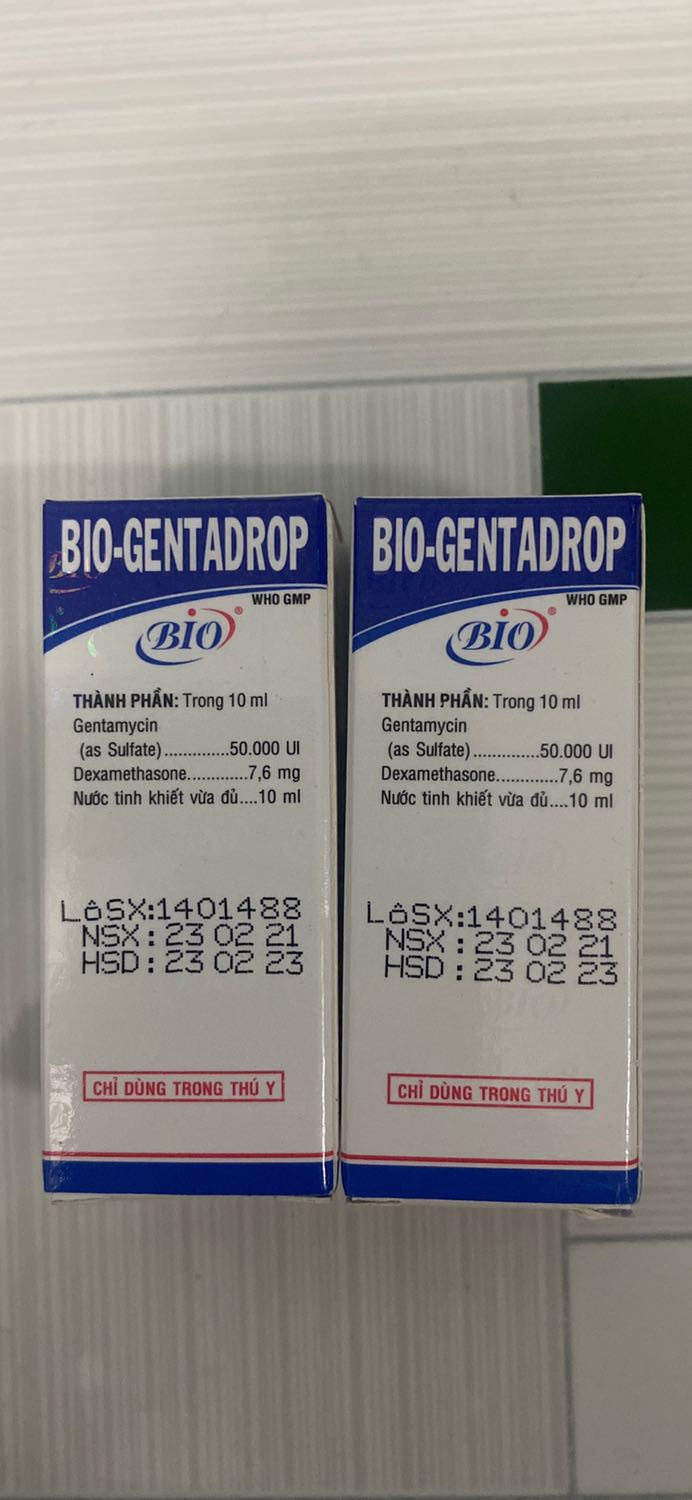 BIO-GENTADROP
WHO GMP
BIO®
THÀNH PHẦN: Trong 10 ml
Gentamycin
(as Sulfate).............50.000 UI
Dexamethasone............7,6 mg
Nước tinh khiết vừa đủ....10 ml
LôSX:1401488
NSX : 23 02 21
HSD : 23 02 23
CHỈ DÙNG TRONG THÚ Y
BIO-GENTADROP
WHO GMP
BIO®
THÀNH PHẦN: Trong 10 ml
Gentamycin
(as Sulfate).............50.000 UI
Dexamethasone............7,6 mg
Nước tinh khiết vừa đủ....10 ml
LôSX:1401488
NSX : 23 02 21
HSD : 23 02 23
CHỈ DÙNG TRONG THÚ Y